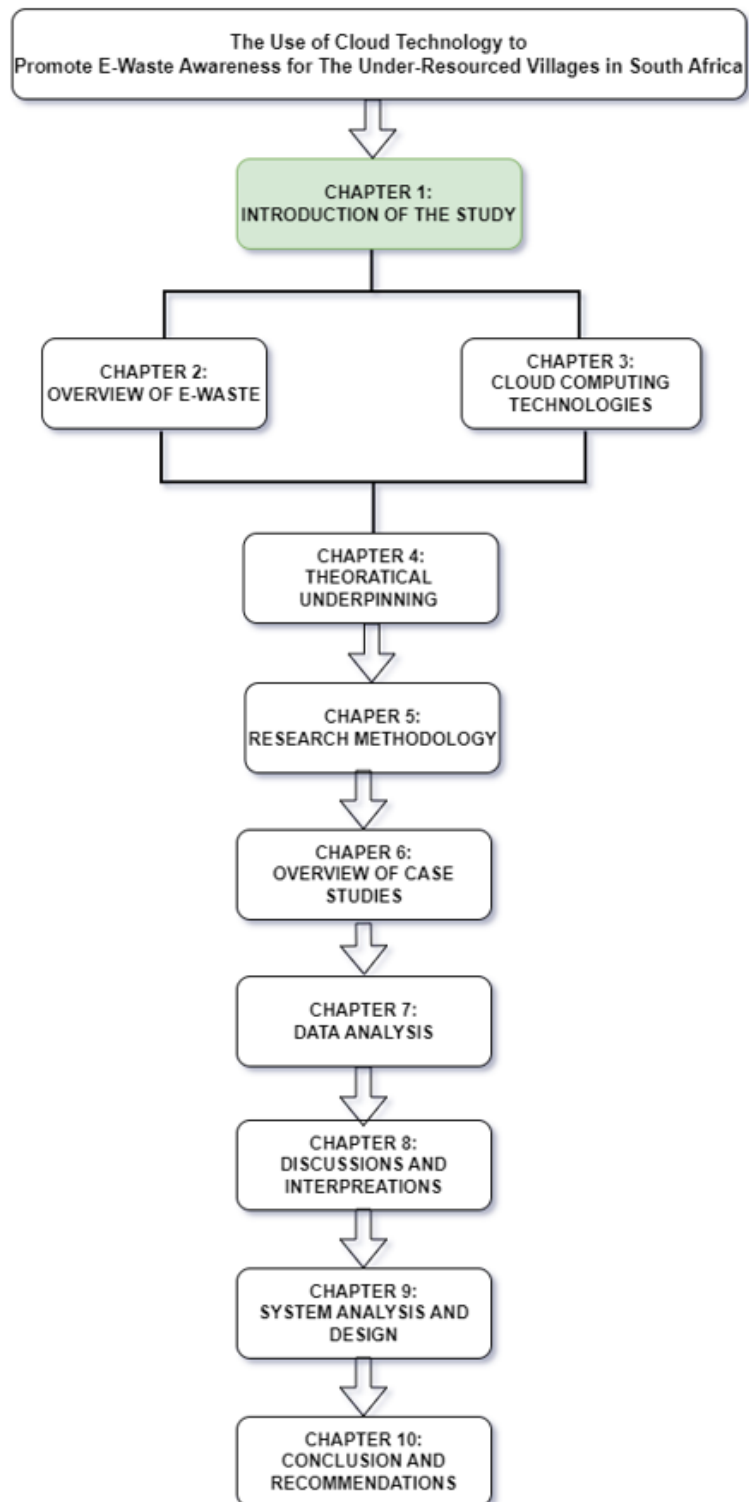 The Use of Cloud Technology to
Promote E-Waste Awareness for The Under-Resourced Villages in South Africa
CHAPTER 1:
INTRODUCTION OF THE STUDY
CHAPTER 2:
OVERVIEW OF E-WASTE
CHAPTER 3:
CLOUD COMPUTING
TECHNOLOGIES
CHAPTER 4:
THEORATICAL
UNDERPINNING
CHAPER 5:
RESEARCH METHODOLOGY
CHAPER 6:
OVERVIEW OF CASE
STUDIES
CHAPTER 7:
DATA ANALYSIS
CHAPTER 8:
DISCUSSIONS AND
INTERPREATIONS
CHAPTER 9:
SYSTEM ANALYSIS AND
DESIGN
CHAPTER 10:
CONCLUSION AND
RECOMMENDATIONS